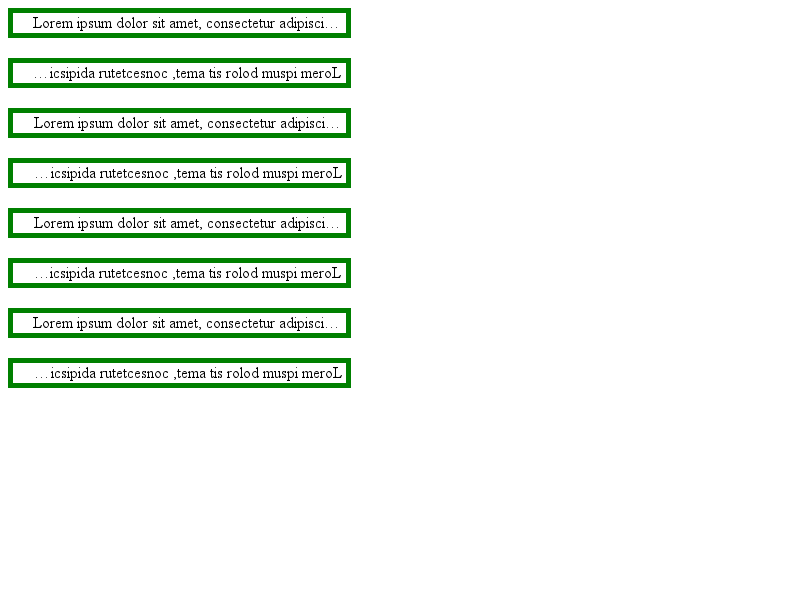 Lorem ipsum dolor sit amet, consectetur adipisci…
…icsipida rutetcesnoc ,tema tis rolod muspi meroL
Lorem ipsum dolor sit amet, consectetur adipisci…
…icsipida rutetcesnoc ,tema tis rolod muspi meroL
Lorem ipsum dolor sit amet, consectetur adipisci…
…icsipida rutetcesnoc ,tema tis rolod muspi meroL
Lorem ipsum dolor sit amet, consectetur adipisci…
…icsipida rutetcesnoc ,tema tis rolod muspi meroL